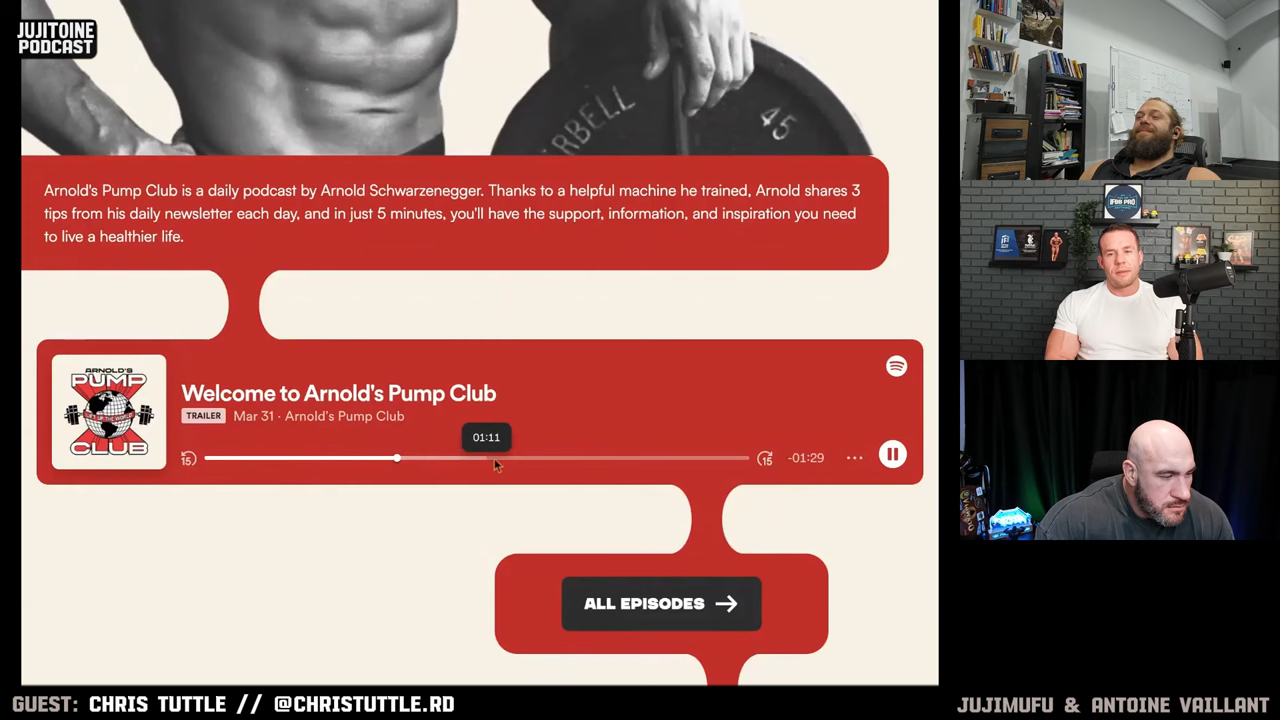 JUJITOINE
PODCAST
RBELL
45
IFBB PRO
Arnold's Pump Club is a daily podcast by Arnold Schwarzenegger. Thanks to a helpful machine he trained, Arnold shares 3
tips from his daily newsletter each day, and in just 5 minutes, you'll have the support, information, and inspiration you need
to live a healthier life.
ARNOLD'S
PUMP
CLUB
Welcome to Arnold's Pump Club
TRAILER Mar 31 · Arnold's Pump Club
01:11
15
15
-01:29
ALL EPISODES
GUEST: CHRIS TUTTLE // @CHRISTUTTLE.RD
JUJIMUFU & ANTOINE VAILLANT